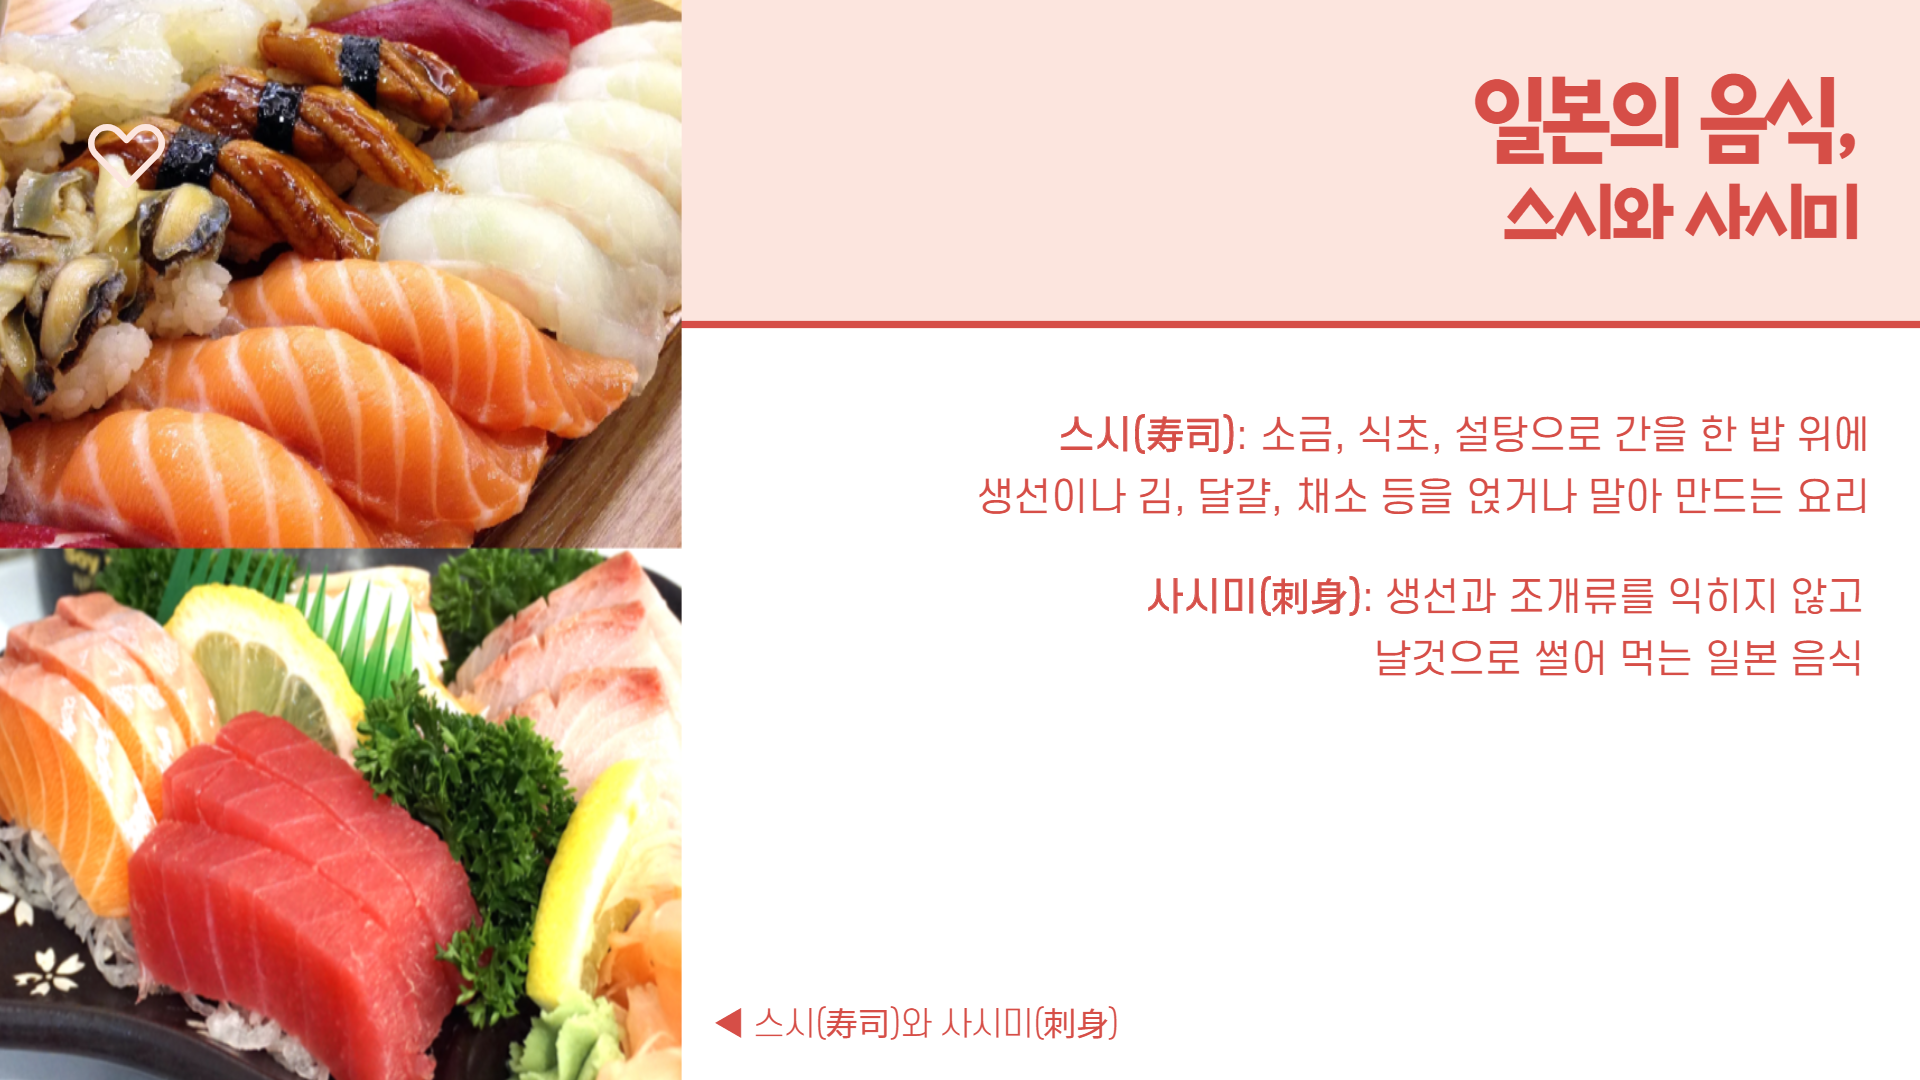 일본의 음식,
스시와 사시미
스시(寿司): 소금, 식초, 설탕으로 간을 한 밥 위에
생선이나 김, 달걀, 채소 등을 얹거나 말아 만드는 요리
사시미(刺身): 생선과 조개류를 익히지 않고
날것으로 썰어 먹는 일본 음식
◀ 스시(寿司)와 사시미(刺身)